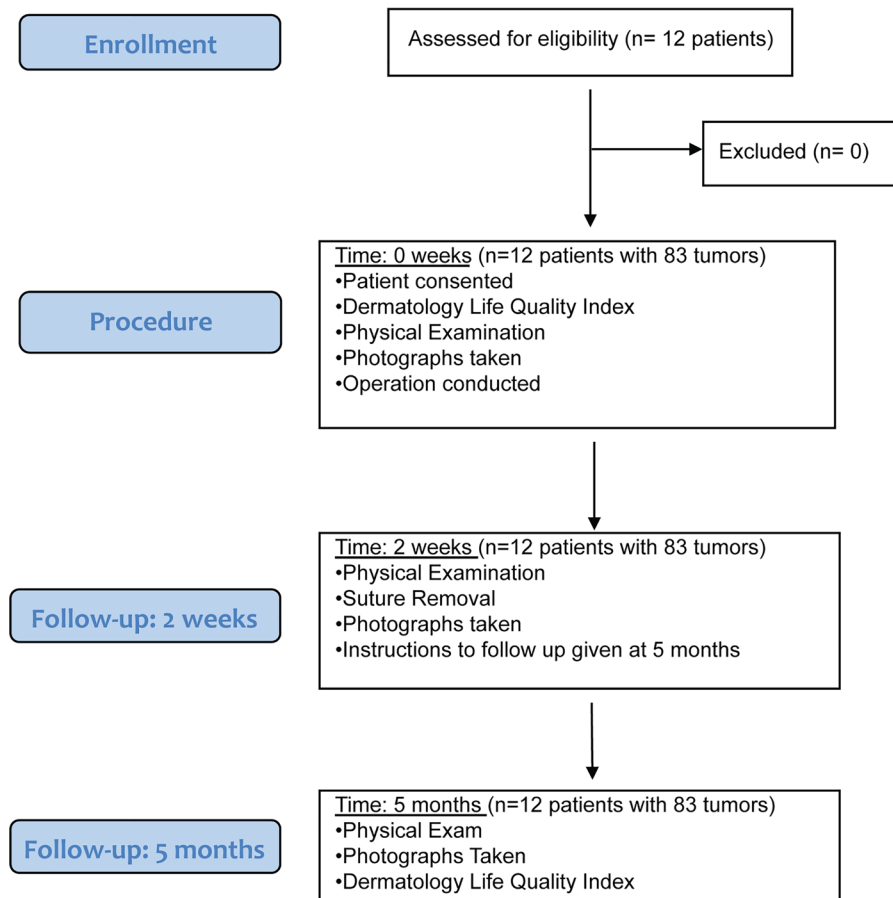 Enrollment
Assessed for eligibility (n= 12 patients)
Excluded (n= 0)
Procedure
Time: 0 weeks (n=12 patients with 83 tumors)
•Patient consented
•Dermatology Life Quality Index
•Physical Examination
•Photographs taken
•Operation conducted
Follow-up: 2 weeks
Time: 2 weeks (n=12 patients with 83 tumors)
•Physical Examination
•Suture Removal
•Photographs taken
•Instructions to follow up given at 5 months
Follow-up: 5 months
Time: 5 months (n=12 patients with 83 tumors)
•Physical Exam
•Photographs Taken
•Dermatology Life Quality Index